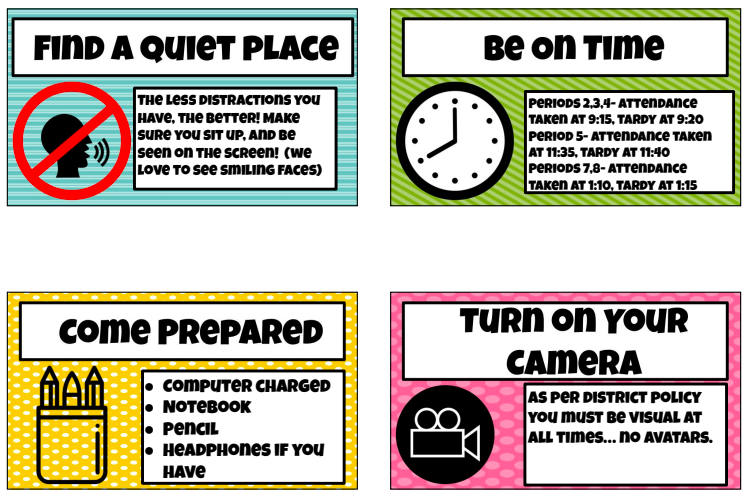 FIND A QUIET PLACE
THE LESS DISTRACTIONS YOU
HAVE, THE BETTER! MAKE
SURE YOU SIT UP, AND BE
SEEN ON THE SCREEN! (WE
LOVE TO SEE SMILING FACES)
BE ON TIME
PERIODS 2,3,4- ATTENDANCE
TAKEN AT 9:15, TARDY AT 9:20
PERIOD 5- ATTENDANCE TAKEN
AT 11:35, TARDY AT 11:40
PERIODS 7,8- ATTENDANCE
TAKEN AT 1:10, TARDY AT 1:15
COME PREPARED
• COMPUTER CHARGED
• NOTEBOOK
• PENCIL
• HEADPHONES IF YOU
HAVE
TURN ON YOUR
CAMERA
AS PER DISTRICT POLICY
YOU MUST BE VISUAL AT
ALL TIMES... NO AVATARS.